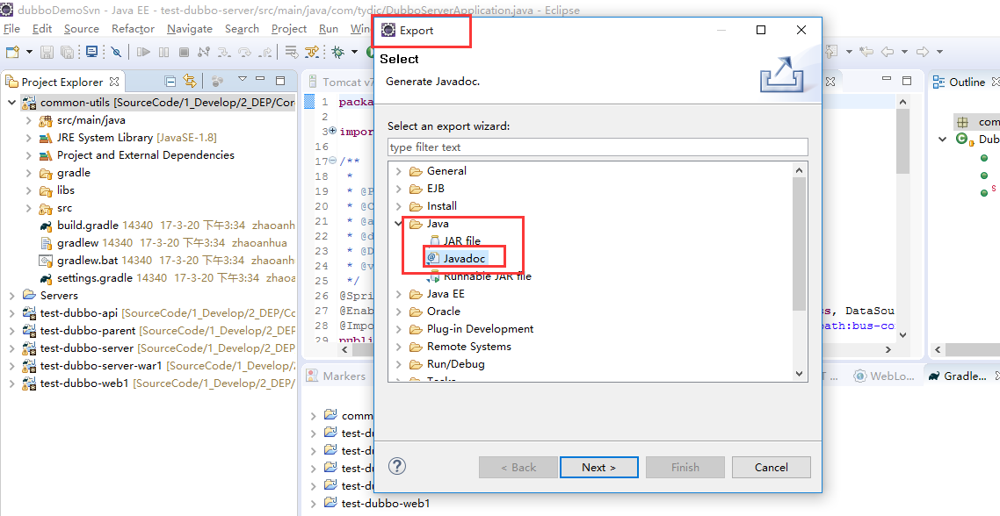 dubboDemoSvn - Java EE - test-dubbo-server/src/main/java/com/tydic/DubboServerApplication.java - Eclipse
File Edit Source Refactor Navigate Search Project Run Win
Project Explorer
common-utils [SourceCode/1_Develop/2_DEP/Cor
src/main/java
JRE System Library [JavaSE-1.8]
Project and External Dependencies
gradle
libs
src
build.gradle 14340 17-3-20 下午3:34 zhaoanh
gradlew 14340 17-3-20 下午3:34 zhaoanhua
gradlew.bat 14340 17-3-20 下午3:34 zhaoanh
settings.gradle 14340 17-3-20 下午3:34 zhaoa
Servers
test-dubbo-api [SourceCode/1_Develop/2_DEP/Co
test-dubbo-parent [SourceCode/1_Develop/2_DEP
test-dubbo-server [SourceCode/1_Develop/2_DEP
test-dubbo-server-war1 [SourceCode/1_Develop/
test-dubbo-web1 [SourceCode/1_Develop/2_DEP/
Tomcat v7
1 packa
2
3 impor
16
17 /**
18 *
19 * @P
20 * @C
21 * @a
22 * @d
23 * @D
24 * @v
25 */
26 @Spri
27 @Enab
28 @Impo
29 publi
ss, DataSou
path:bus-co
Export
Select
Generate Javadoc.
Select an export wizard:
type filter text
General
EJB
Install
Java
JAR file
Javadoc
Runnable JAR file
Java EE
Oracle
Plug-in Development
Remote Systems
Run/Debug
Tasks
< Back
Next >
Finish
Cancel
Outline
com
Dub
S
Markers
T ...
WebLo...
Gradle...
comm
test-du
test-du
test-du
test-du
test-dubbo-web1